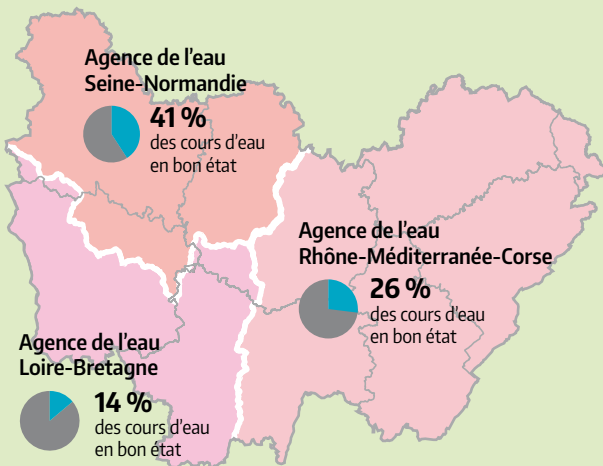 Agence de l'eau
Seine-Normandie
41 %
des cours d'eau
en bon état
Agence de l'eau
Rhône-Méditerranée-Corse
26 %
des cours d'eau
en bon état
Agence de l'eau
Loire-Bretagne
14 %
des cours d'eau
en bon état